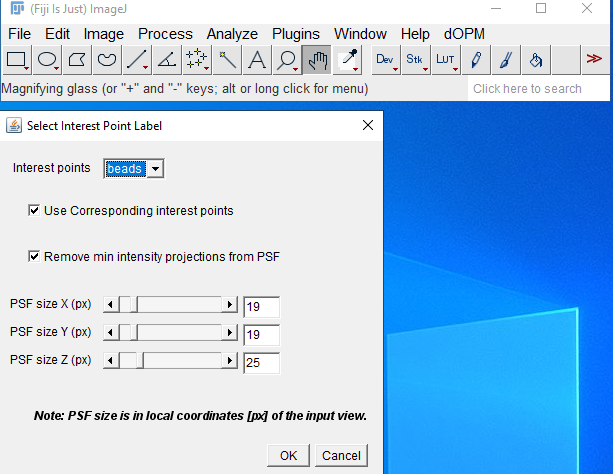 (Fiji Is Just) ImageJ
File Edit Image Process Analyze Plugins Window Help dOPM
A Dev Stk LUT >>
Magnifying glass (or "+" and "-" keys; alt or long click for menu)
Click here to search
Select Interest Point Label
Interest points beads
Use Corresponding interest points
Remove min intensity projections from PSF
PSF size X (px) 19
PSF size Y (px) 19
PSF size Z (px) 25
Note: PSF size is in local coordinates [px] of the input view.
OK Cancel